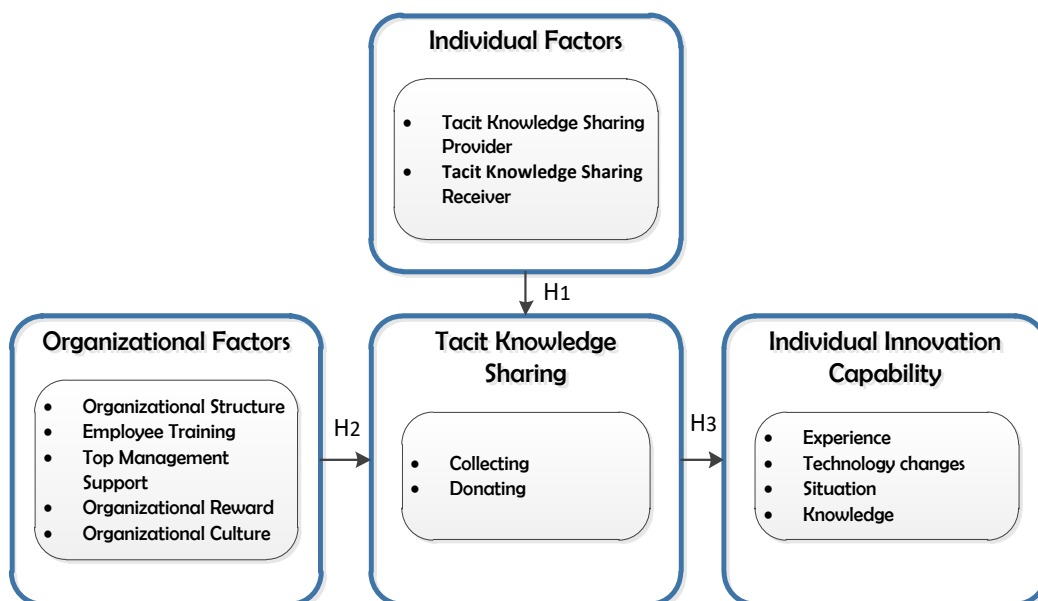 Individual Factors
• Tacit Knowledge Sharing
Provider
• Tacit Knowledge Sharing
Receiver
H1
Organizational Factors
• Organizational Structure
• Employee Training
• Top Management
Support
• Organizational Reward
• Organizational Culture
H2
Tacit Knowledge
Sharing
• Collecting
• Donating
H3
Individual Innovation
Capability
• Experience
• Technology changes
• Situation
• Knowledge